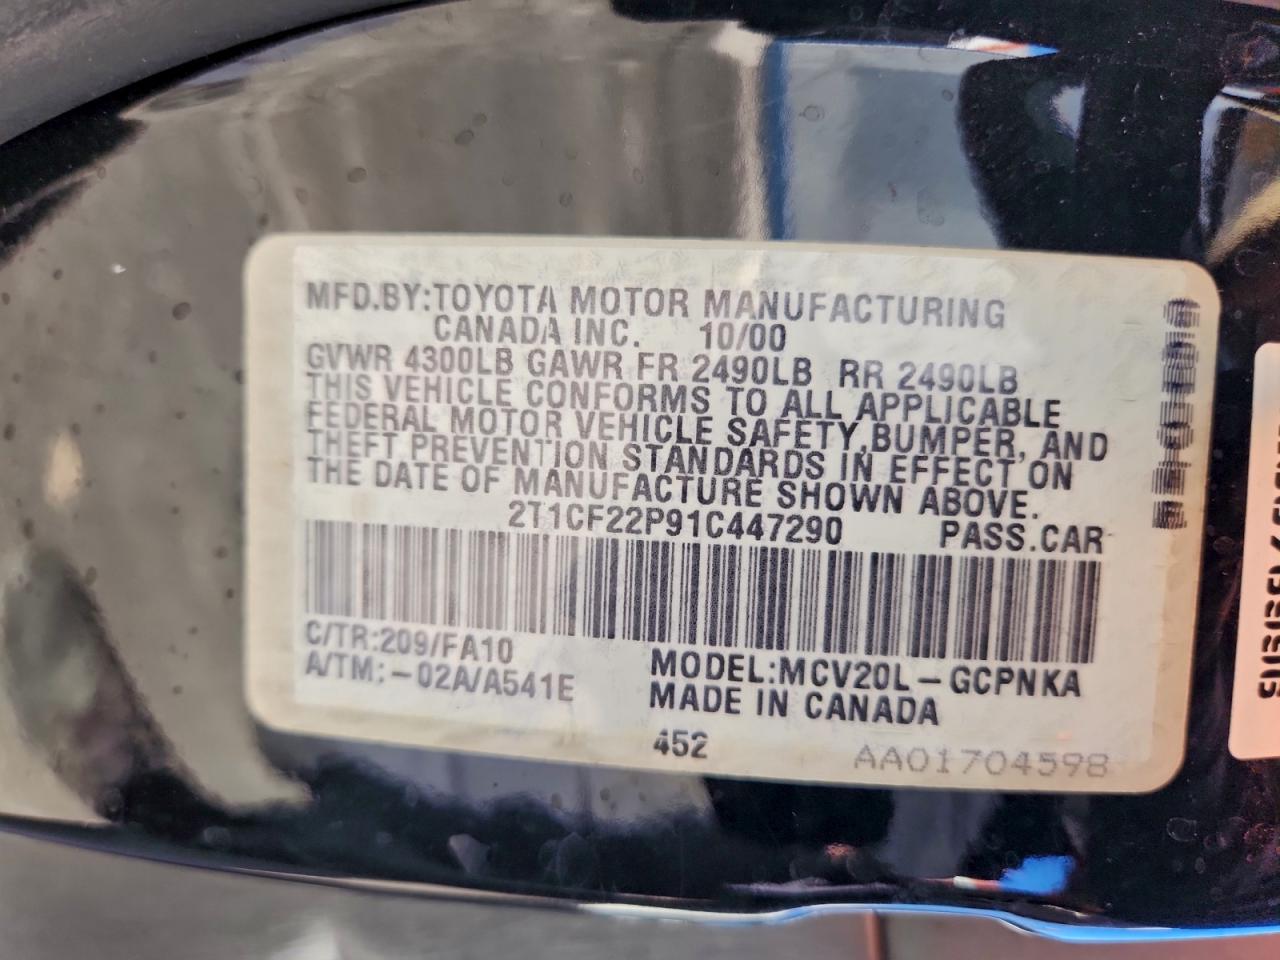 MFD.BY:TOYOTA MOTOR MANUFACTURING
CANADA INC. 10/00
GVWR 4300LB GAWR FR 2490LB RR 2490LB
THIS VEHICLE CONFORMS TO ALL APPLICABLE
FEDERAL MOTOR VEHICLE SAFETY,BUMPER, AND
THEFT PREVENTION STANDARDS IN EFFECT ON
THE DATE OF MANUFACTURE SHOWN ABOVE.
2T1CF22P91C447290 PASS.CAR
C/TR:209/FA10
A/TM:-02A/A541E
MODEL:MCV20L-GCPNKA
MADE IN CANADA
452
AA01704598